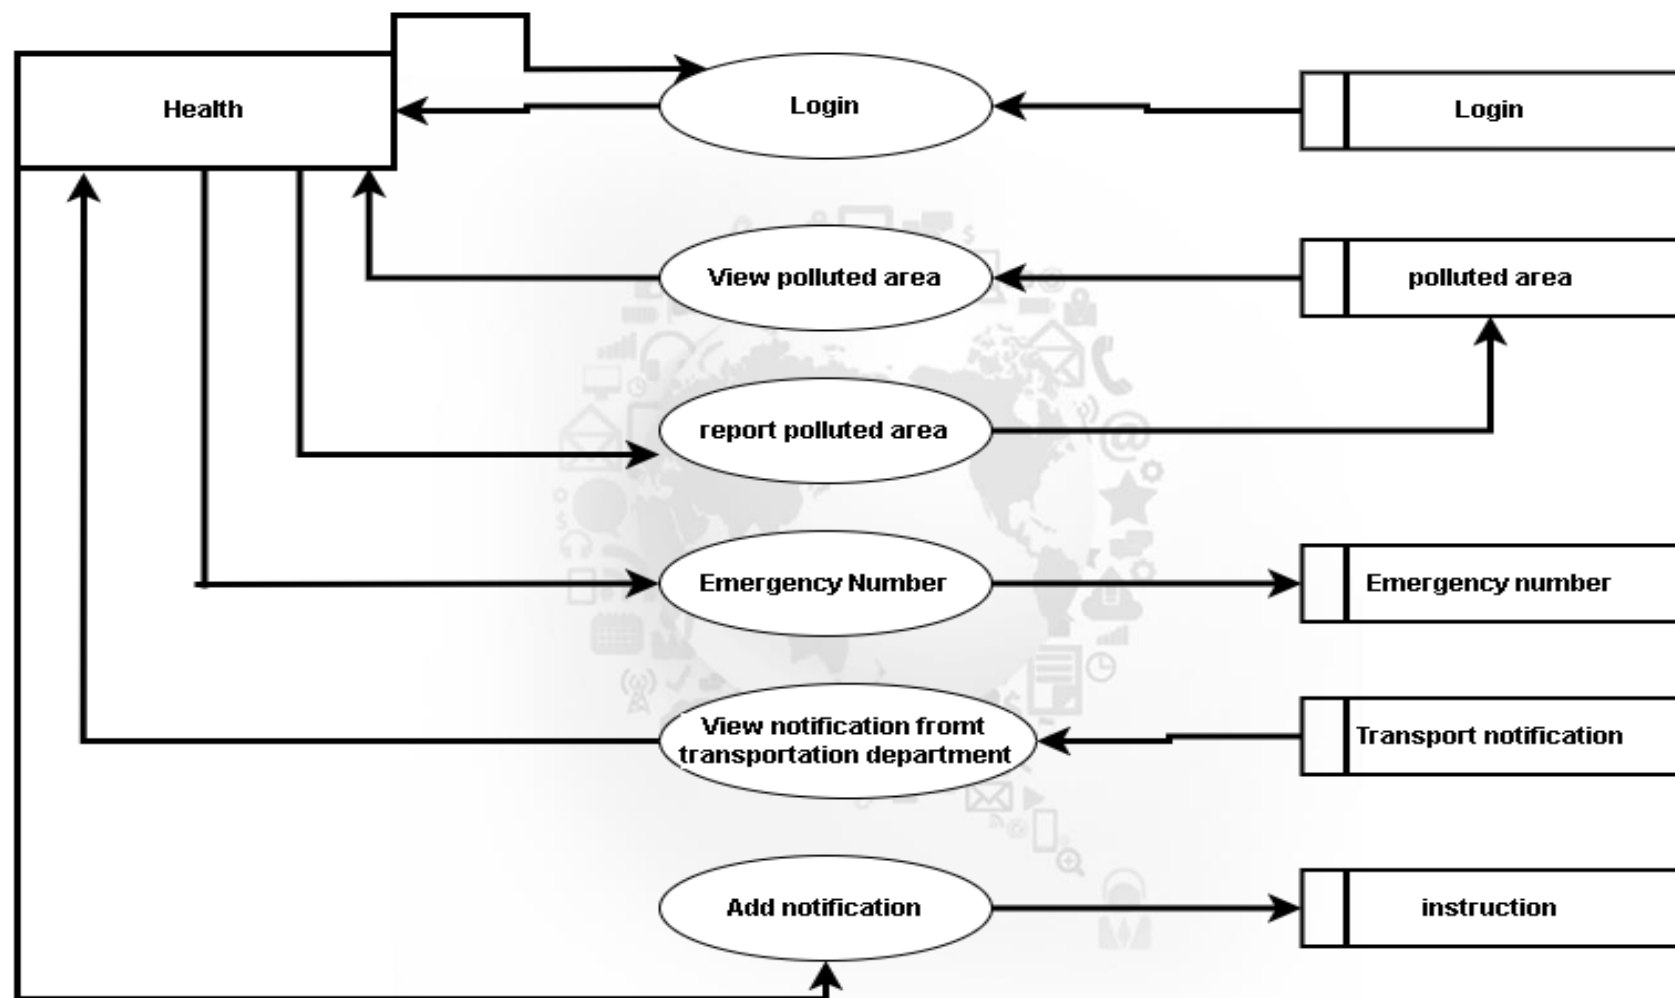 Health
Login
Login
View polluted area
polluted area
report polluted area
Emergency Number
Emergency number
View notification fromt
transportation department
Transport notification
Add notification
instruction